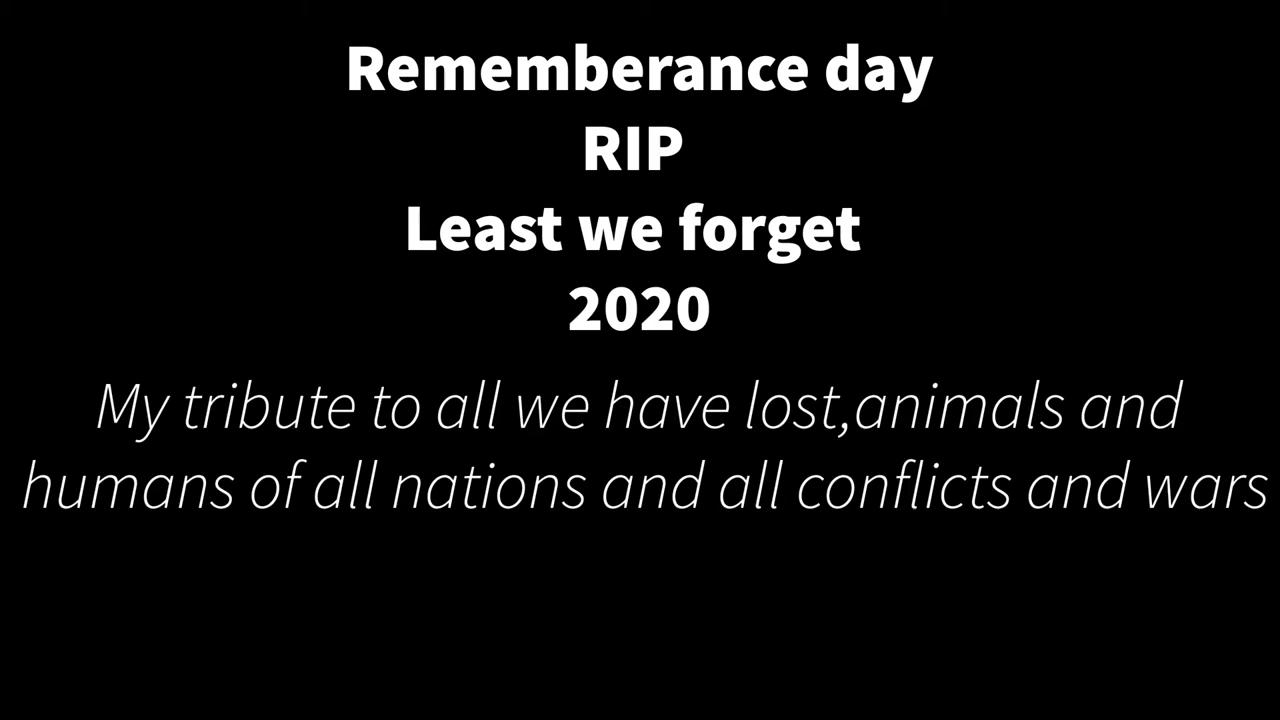 Rememberance day
RIP
Least we forget
2020
My tribute to all we have lost,animals and
humans of all nations and all conflicts and wars